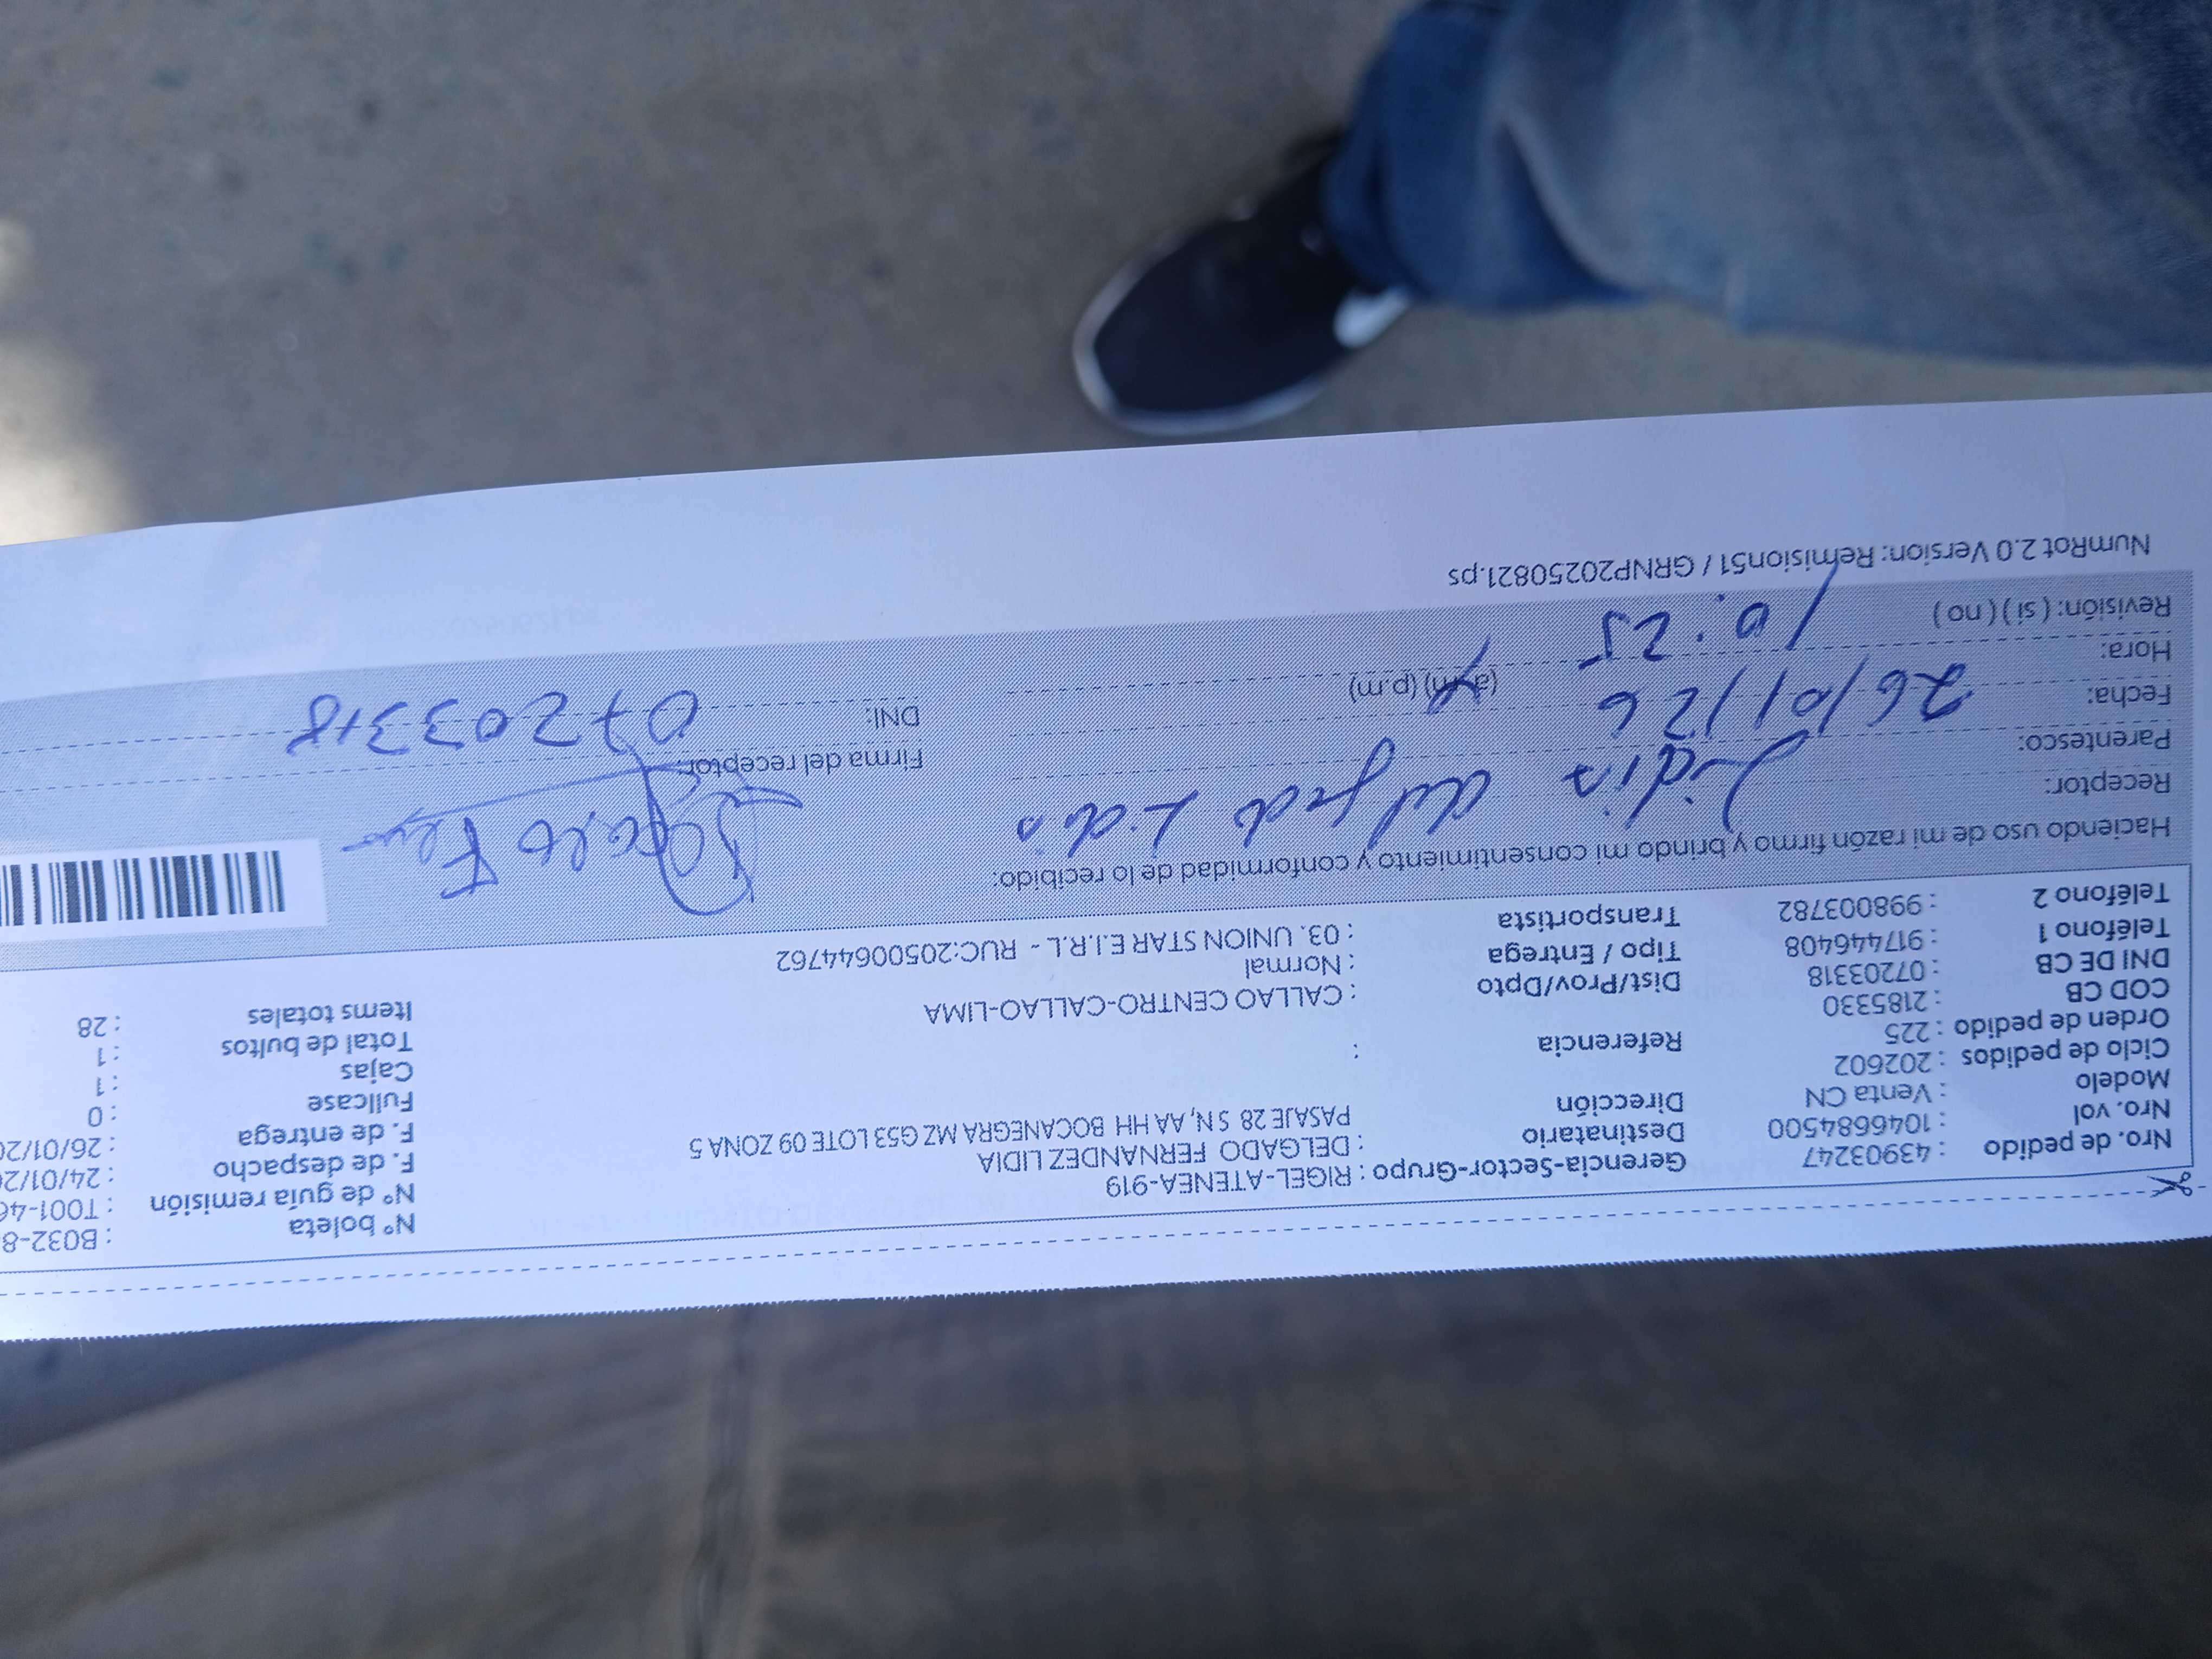 Nro. de pedido : 43903247
Nro. vol : 1046684500
Modelo : Venta CN
Ciclo de pedidos : 202602
Orden de pedido : 225
COD CB : 2185330
DNI DE CB : 07203318
Teléfono 1 : 917446408
Teléfono 2 : 998003782
Gerencia-Sector-Grupo : RIGEL-ATENEA-919
Destinatario : DELGADO FERNANDEZ LIDIA
Dirección PASAJE 28 SN, AA HH BOCANEGRA MZ G53 LOTE 09 ZONA 5
Referencia :
Dist/Prov/Dpto : CALLAO CENTRO-CALLAO-LIMA
Tipo / Entrega : Normal
Transportista : 03. UNION STAR E.I.R.L - RUC:20500644762
N° boleta : B032-8
N° de guía remisión : T001-46
F. de despacho : 24/01/2
F. de entrega : 26/01/20
Fullcase : 0
Cajas : 1
Total de bultos : 1
Items totales : 28
Haciendo uso de mi razón firmo y brindo mi consentimiento y conformidad de lo recibido:
Receptor: Lidia Lidia
Parentesco:
Fecha: 26/01/26
Hora: 10:25 (a.m) (p.m)
Revisión: ( si ) ( no )
Firma del receptor:
DNI: 07203318
NumRot 2.0 Version: Remision51 / GRNP20250821.ps